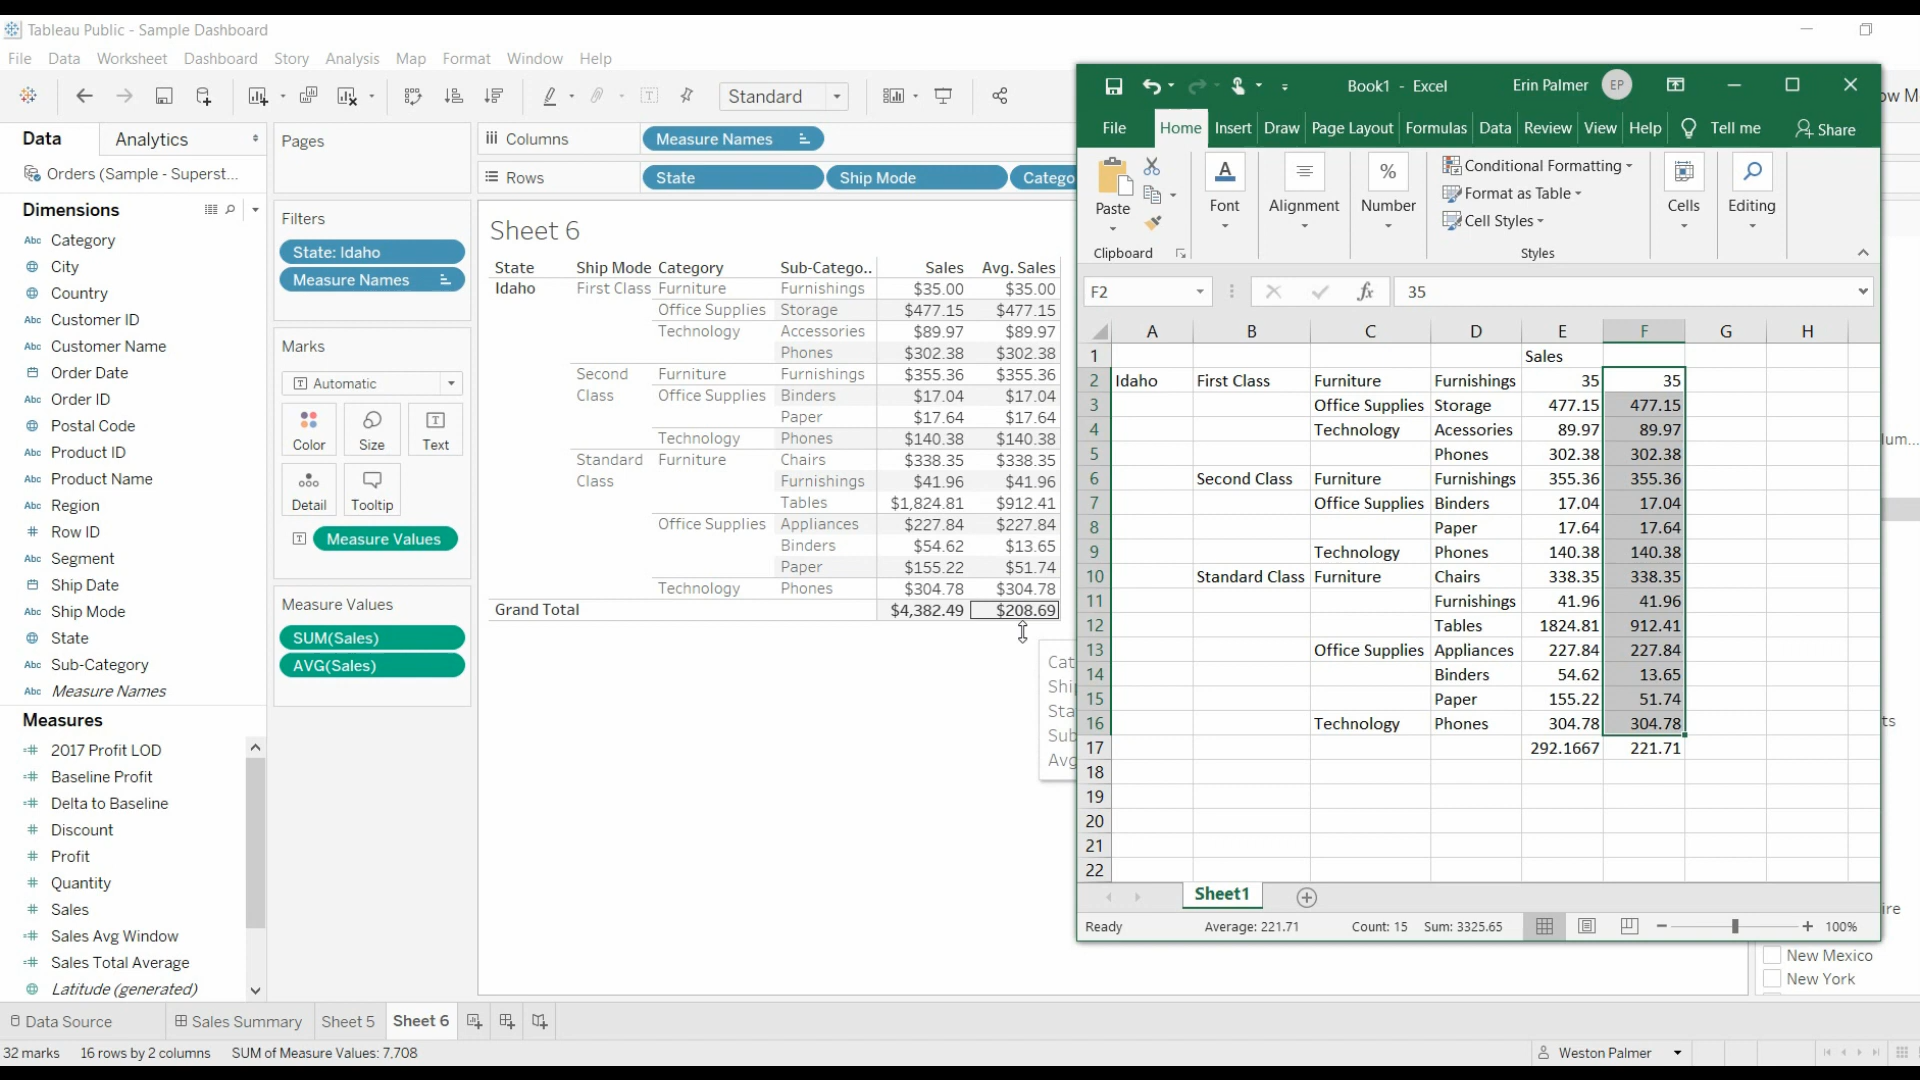 Tableau Public - Sample Dashboard
File Data Worksheet Dashboard Story Analysis Map Format Window Help
Standard
Data Analytics
Orders (Sample - Superst...
Dimensions
Abc Category
City
Country
Abc Customer ID
Abc Customer Name
Order Date
Abc Order ID
Postal Code
Abc Product ID
Abc Product Name
Abc Region
# Row ID
Abc Segment
Ship Date
Abc Ship Mode
State
Abc Sub-Category
Abc Measure Names
Measures
=# 2017 Profit LOD
=# Baseline Profit
=# Delta to Baseline
# Discount
# Profit
# Quantity
# Sales
=# Sales Avg Window
=# Sales Total Average
Latitude (generated)
Pages
Filters
State: Idaho
Measure Names
Marks
Automatic
Color Size Text
Detail Tooltip
Measure Values
Measure Values
SUM(Sales)
AVG(Sales)
Columns Measure Names
Rows State Ship Mode Catego
Sheet 6
State Ship Mode Category Sub-Catego.. Sales Avg. Sales
Idaho First Class Furniture Furnishings $35.00 $35.00
Office Supplies Storage $477.15 $477.15
Technology Accessories $89.97 $89.97
Phones $302.38 $302.38
Second Class Furniture Furnishings $355.36 $355.36
Office Supplies Binders $17.04 $17.04
Paper $17.64 $17.64
Technology Phones $140.38 $140.38
Standard Class Furniture Chairs $338.35 $338.35
Furnishings $41.96 $41.96
Tables $1,824.81 $912.41
Office Supplies Appliances $227.84 $227.84
Binders $54.62 $13.65
Paper $155.22 $51.74
Technology Phones $304.78 $304.78
Grand Total $4,382.49 $208.69
Cat
Shi
Sta
Sub
Avg
Book1 - Excel Erin Palmer EP
File Home Insert Draw Page Layout Formulas Data Review View Help Tell me Share
Paste Font Alignment Number Conditional Formatting Format as Table Cell Styles Cells Editing
Clipboard Styles
F2 fx 35
A B C D E F G H
1 Sales
2 Idaho First Class Furniture Furnishings 35 35
3 Office Supplies Storage 477.15 477.15
4 Technology Acessories 89.97 89.97
5 Phones 302.38 302.38
6 Second Class Furniture Furnishings 355.36 355.36
7 Office Supplies Binders 17.04 17.04
8 Paper 17.64 17.64
9 Technology Phones 140.38 140.38
10 Standard Class Furniture Chairs 338.35 338.35
11 Furnishings 41.96 41.96
12 Tables 1824.81 912.41
13 Office Supplies Appliances 227.84 227.84
14 Binders 54.62 13.65
15 Paper 155.22 51.74
16 Technology Phones 304.78 304.78
17 292.1667 221.71
18
19
20
21
22
Sheet1
Ready Average: 221.71 Count: 15 Sum: 3325.65 100%
ow M
lum...
ts
ire
New Mexico
New York
Data Source Sales Summary Sheet 5 Sheet 6
32 marks 16 rows by 2 columns SUM of Measure Values: 7,708 Weston Palmer